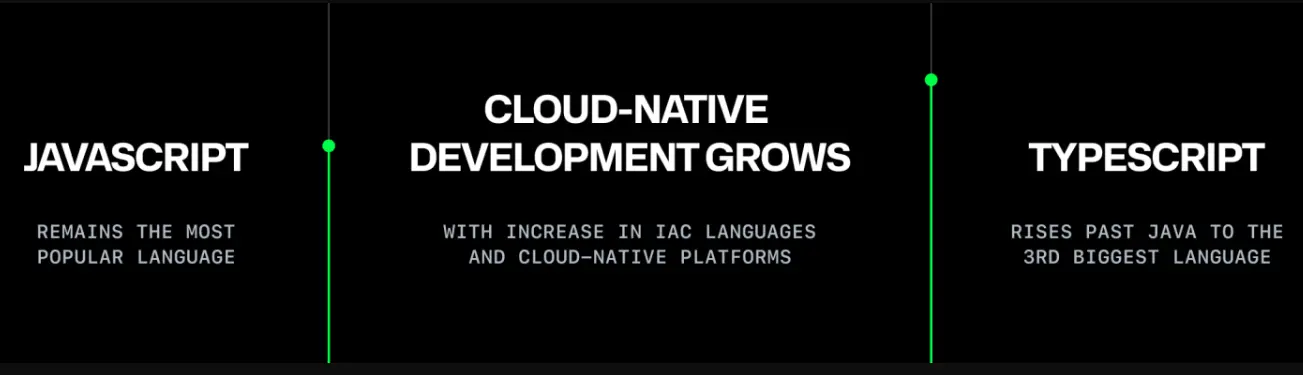 JAVASCRIPT
REMAINS THE MOST
POPULAR LANGUAGE
CLOUD-NATIVE
DEVELOPMENT GROWS
WITH INCREASE IN IAC LANGUAGES
AND CLOUD-NATIVE PLATFORMS
TYPESCRIPT
RISES PAST JAVA TO THE
3RD BIGGEST LANGUAGE